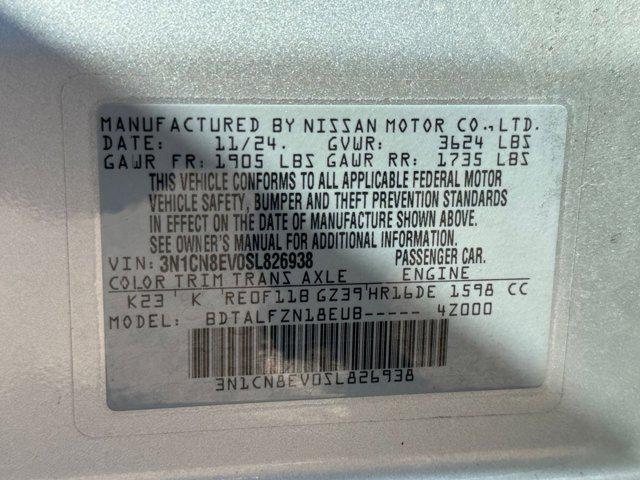 MANUFACTURED BY NISSAN MOTOR CO.,LTD.
DATE: 11/24. GVWR: 3624 LBS
GAWR FR: 1905 LBS GAWR RR: 1735 LBS
THIS VEHICLE CONFORMS TO ALL APPLICABLE FEDERAL MOTOR
VEHICLE SAFETY, BUMPER AND THEFT PREVENTION STANDARDS
IN EFFECT ON THE DATE OF MANUFACTURE SHOWN ABOVE.
SEE OWNER'S MANUAL FOR ADDITIONAL INFORMATION.
VIN: 3N1CN8EV0SL826938 PASSENGER CAR.
COLOR TRIM TRANS AXLE ENGINE
K23 K RE0F11B GZ39 HR16DE 1598 CC
MODEL: BDTALFZN18EUB----- 4Z000
3N1CN8EV0SL826938